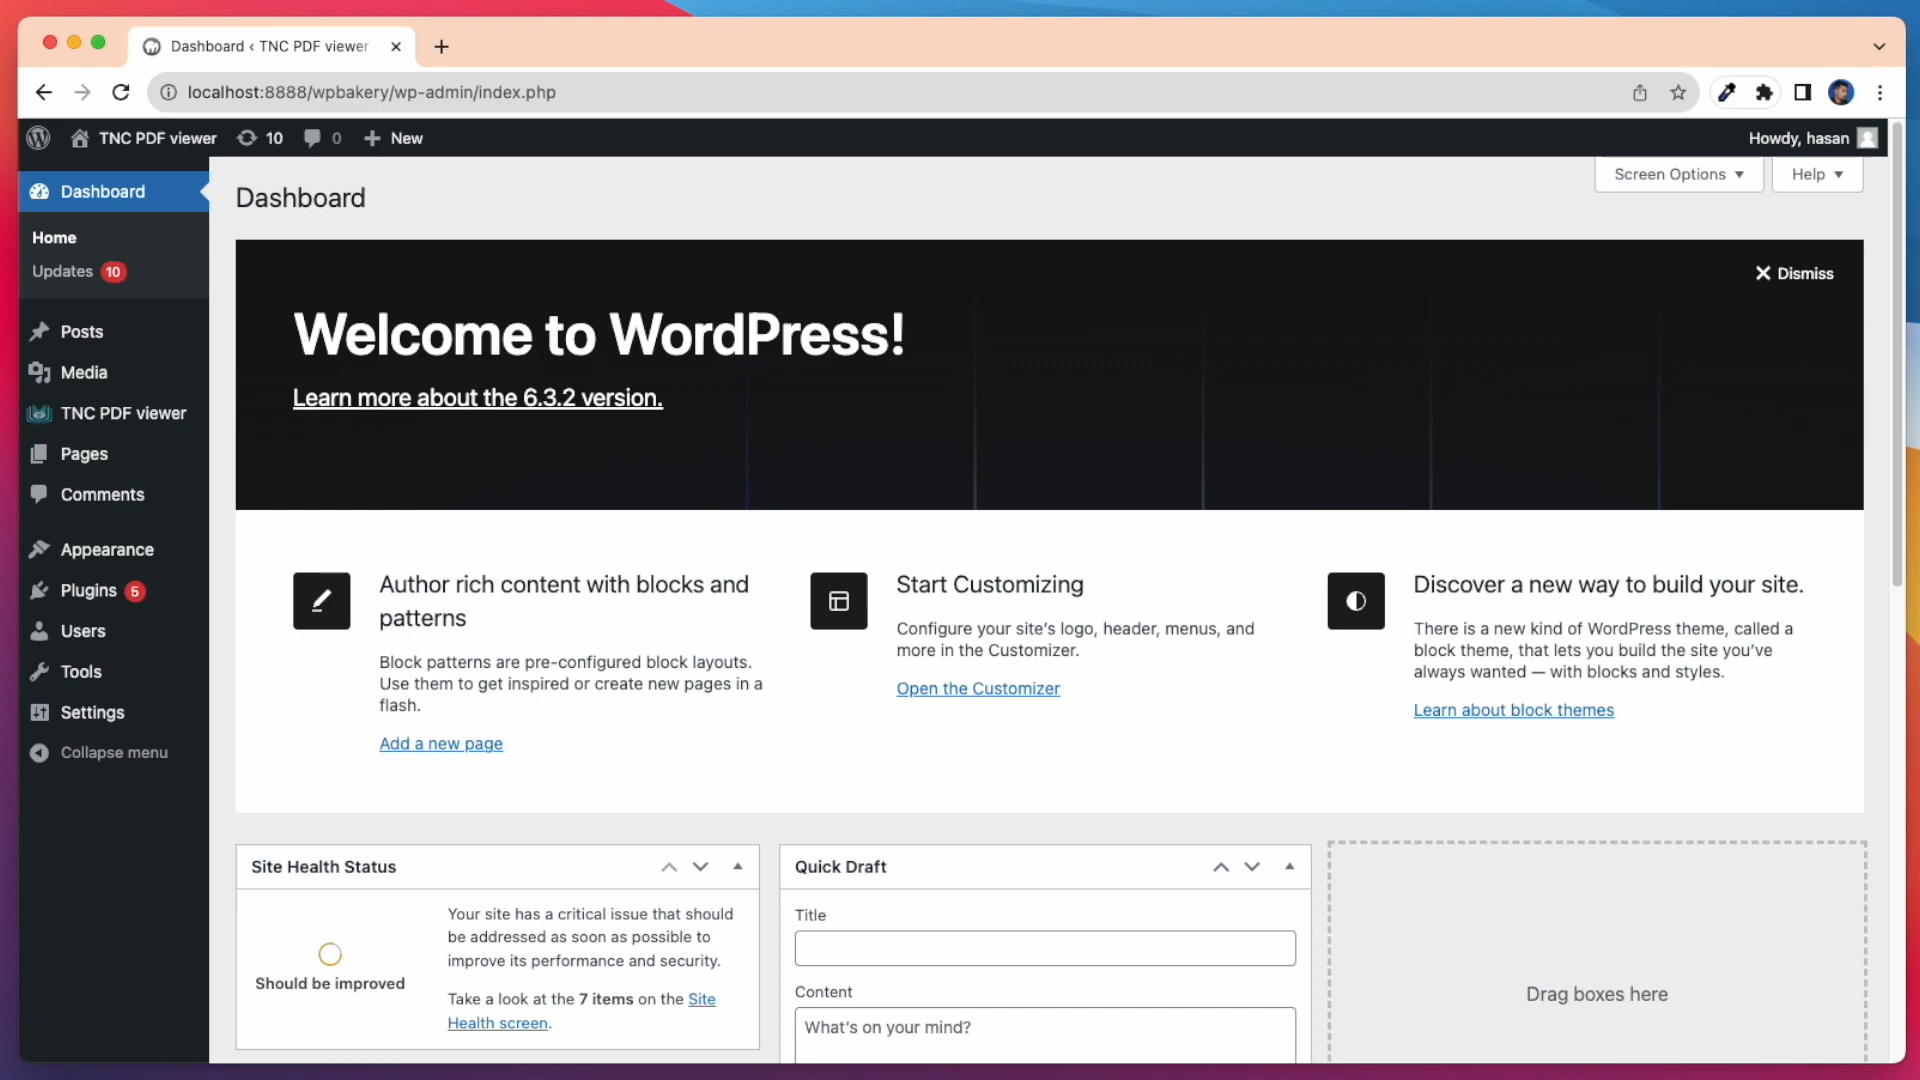 Dashboard ‹ TNC PDF viewer
localhost:8888/wpbakery/wp-admin/index.php
TNC PDF viewer 10 0 New
Howdy, hasan
Dashboard
Home
Updates 10
Posts
Media
TNC PDF viewer
Pages
Comments
Appearance
Plugins 5
Users
Tools
Settings
Collapse menu
Screen Options
Help
Dashboard
Dismiss
Welcome to WordPress!
Learn more about the 6.3.2 version.
Author rich content with blocks and
patterns
Block patterns are pre-configured block layouts.
Use them to get inspired or create new pages in a
flash.
Add a new page
Start Customizing
Configure your site’s logo, header, menus, and
more in the Customizer.
Open the Customizer
Discover a new way to build your site.
There is a new kind of WordPress theme, called a
block theme, that lets you build the site you’ve
always wanted — with blocks and styles.
Learn about block themes
Site Health Status
Should be improved
Your site has a critical issue that should
be addressed as soon as possible to
improve its performance and security.
Take a look at the 7 items on the Site
Health screen.
Quick Draft
Title
Content
What’s on your mind?
Drag boxes here